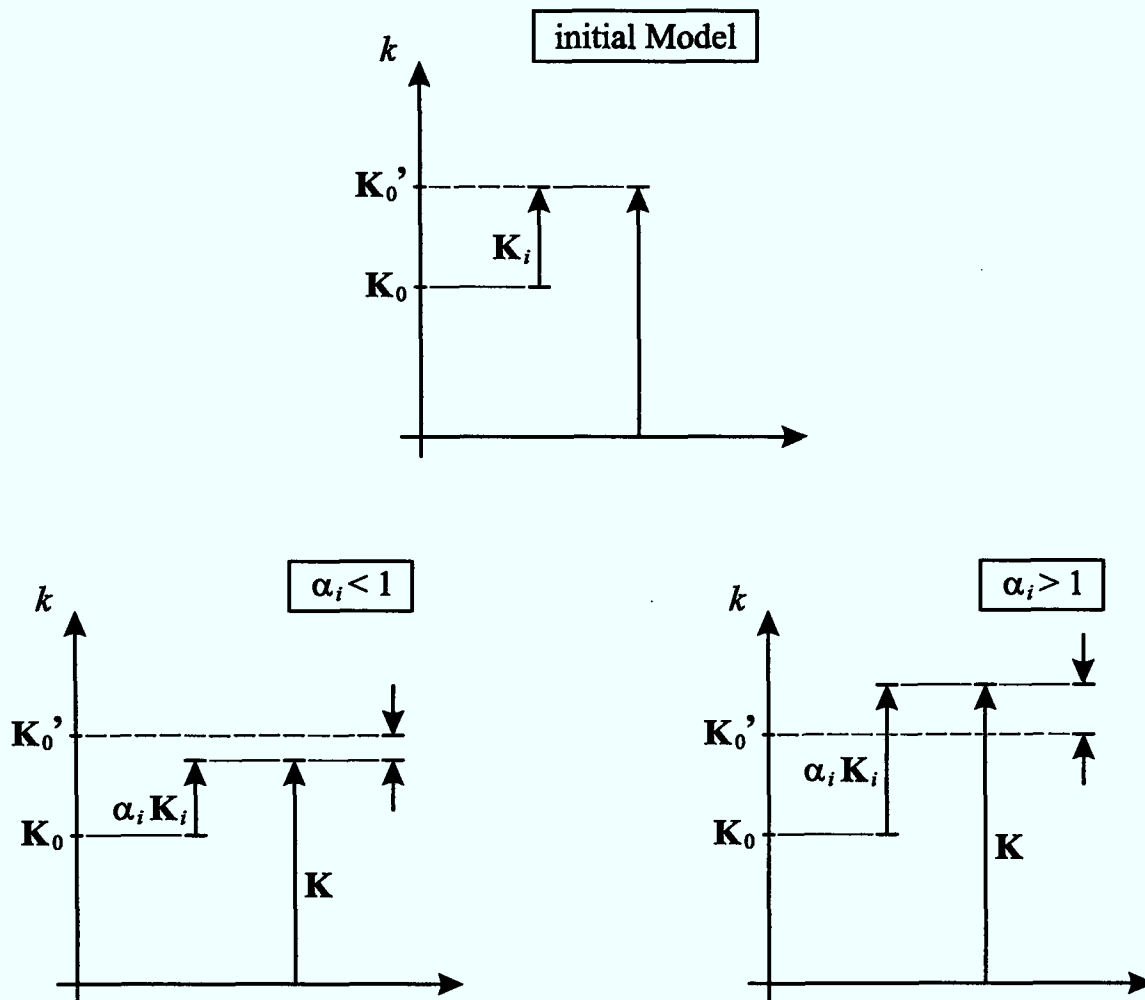 initial Model
k
K₀’
Kᵢ
K₀
αᵢ < 1
k
K₀’
αᵢ Kᵢ
K₀
K
αᵢ > 1
k
K₀’
αᵢ Kᵢ
K₀
K